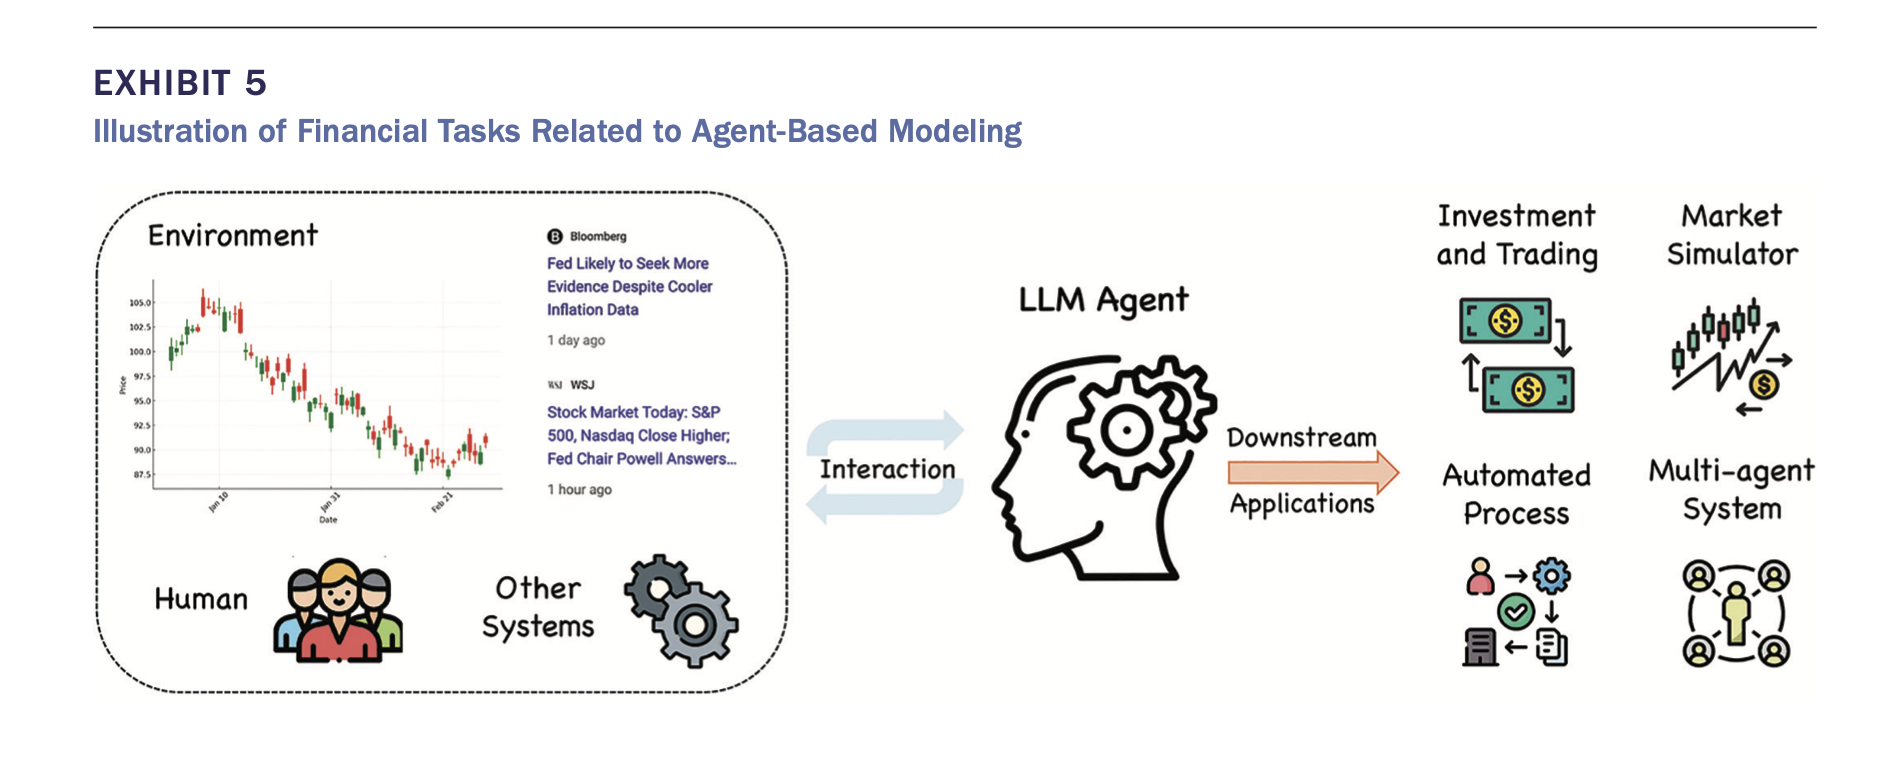 EXHIBIT 5
Illustration of Financial Tasks Related to Agent-Based Modeling
Environment
105.0
102.5
100.0
97.5
95.0
92.5
90.0
87.5
Price
Jan 10
Jan 31
Feb 21
Date
B Bloomberg
Fed Likely to Seek More
Evidence Despite Cooler
Inflation Data
1 day ago
WSJ WSJ
Stock Market Today: S&P
500, Nasdaq Close Higher;
Fed Chair Powell Answers...
1 hour ago
Human
Other
Systems
Interaction
LLM Agent
Downstream
Applications
Investment
and Trading
$
$
Market
Simulator
$
Automated
Process
Multi-agent
System